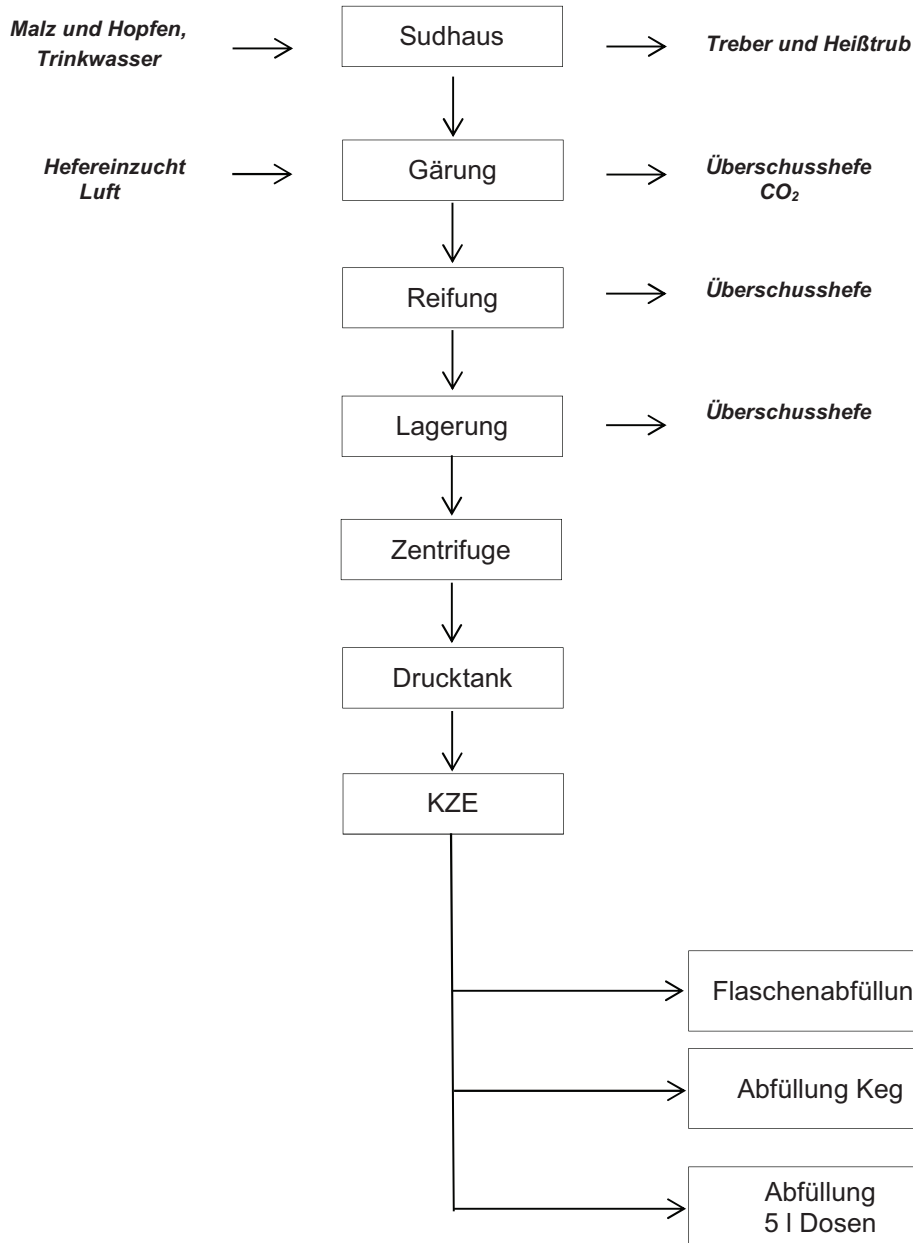 Malz und Hopfen,
Trinkwasser
Sudhaus
Treber und Heißtrub
Hefereinzucht
Luft
Gärung
Überschusshefe
CO₂
Reifung
Überschusshefe
Lagerung
Überschusshefe
Zentrifuge
Drucktank
KZE
Flaschenabfüllun
Abfüllung Keg
Abfüllung
5 l Dosen